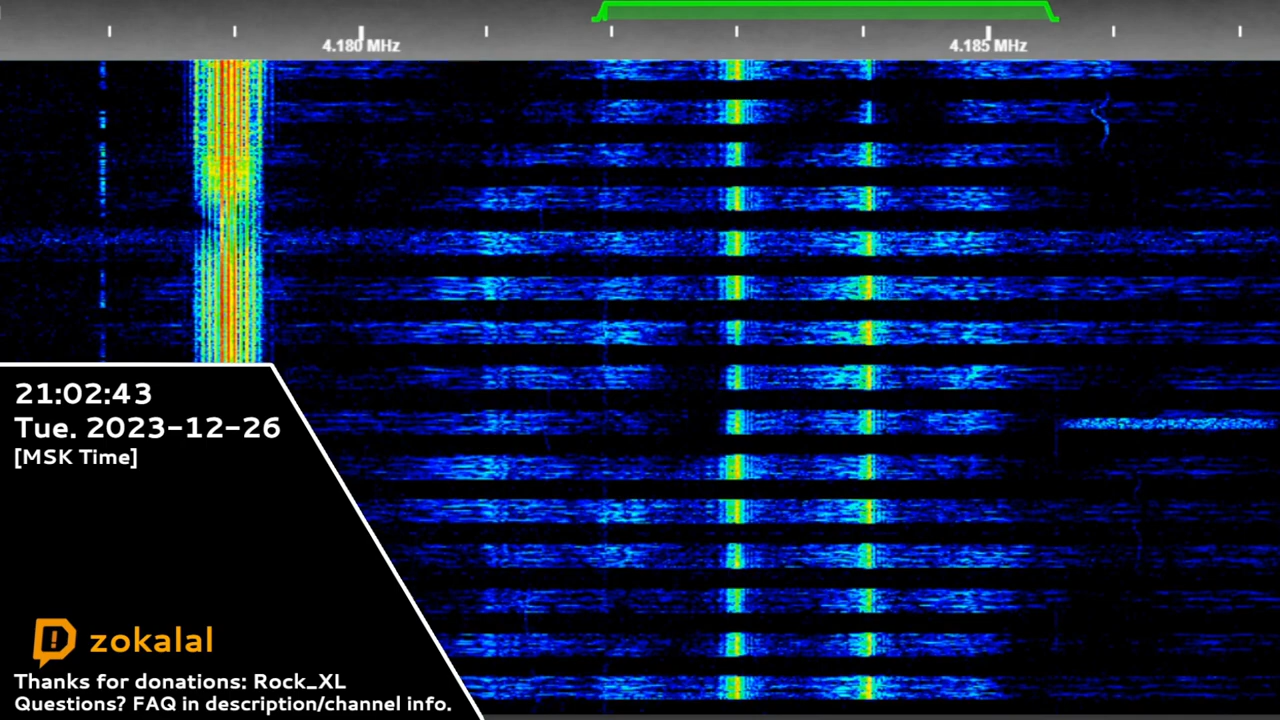 4.180 MHz 4.185 MHz
21:02:43
Tue. 2023-12-26
[MSK Time]
zokalal
Thanks for donations: Rock_XL
Questions? FAQ in description/channel info.